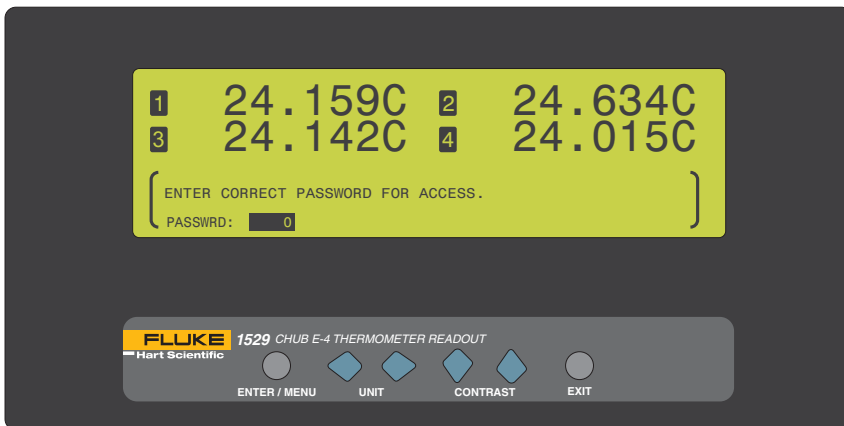 1 24.159C 2 24.634C
3 24.142C 4 24.015C
ENTER CORRECT PASSWORD FOR ACCESS.
PASSWRD: 0
FLUKE 1529 CHUB E-4 THERMOMETER READOUT
Hart Scientific
ENTER / MENU UNIT CONTRAST EXIT